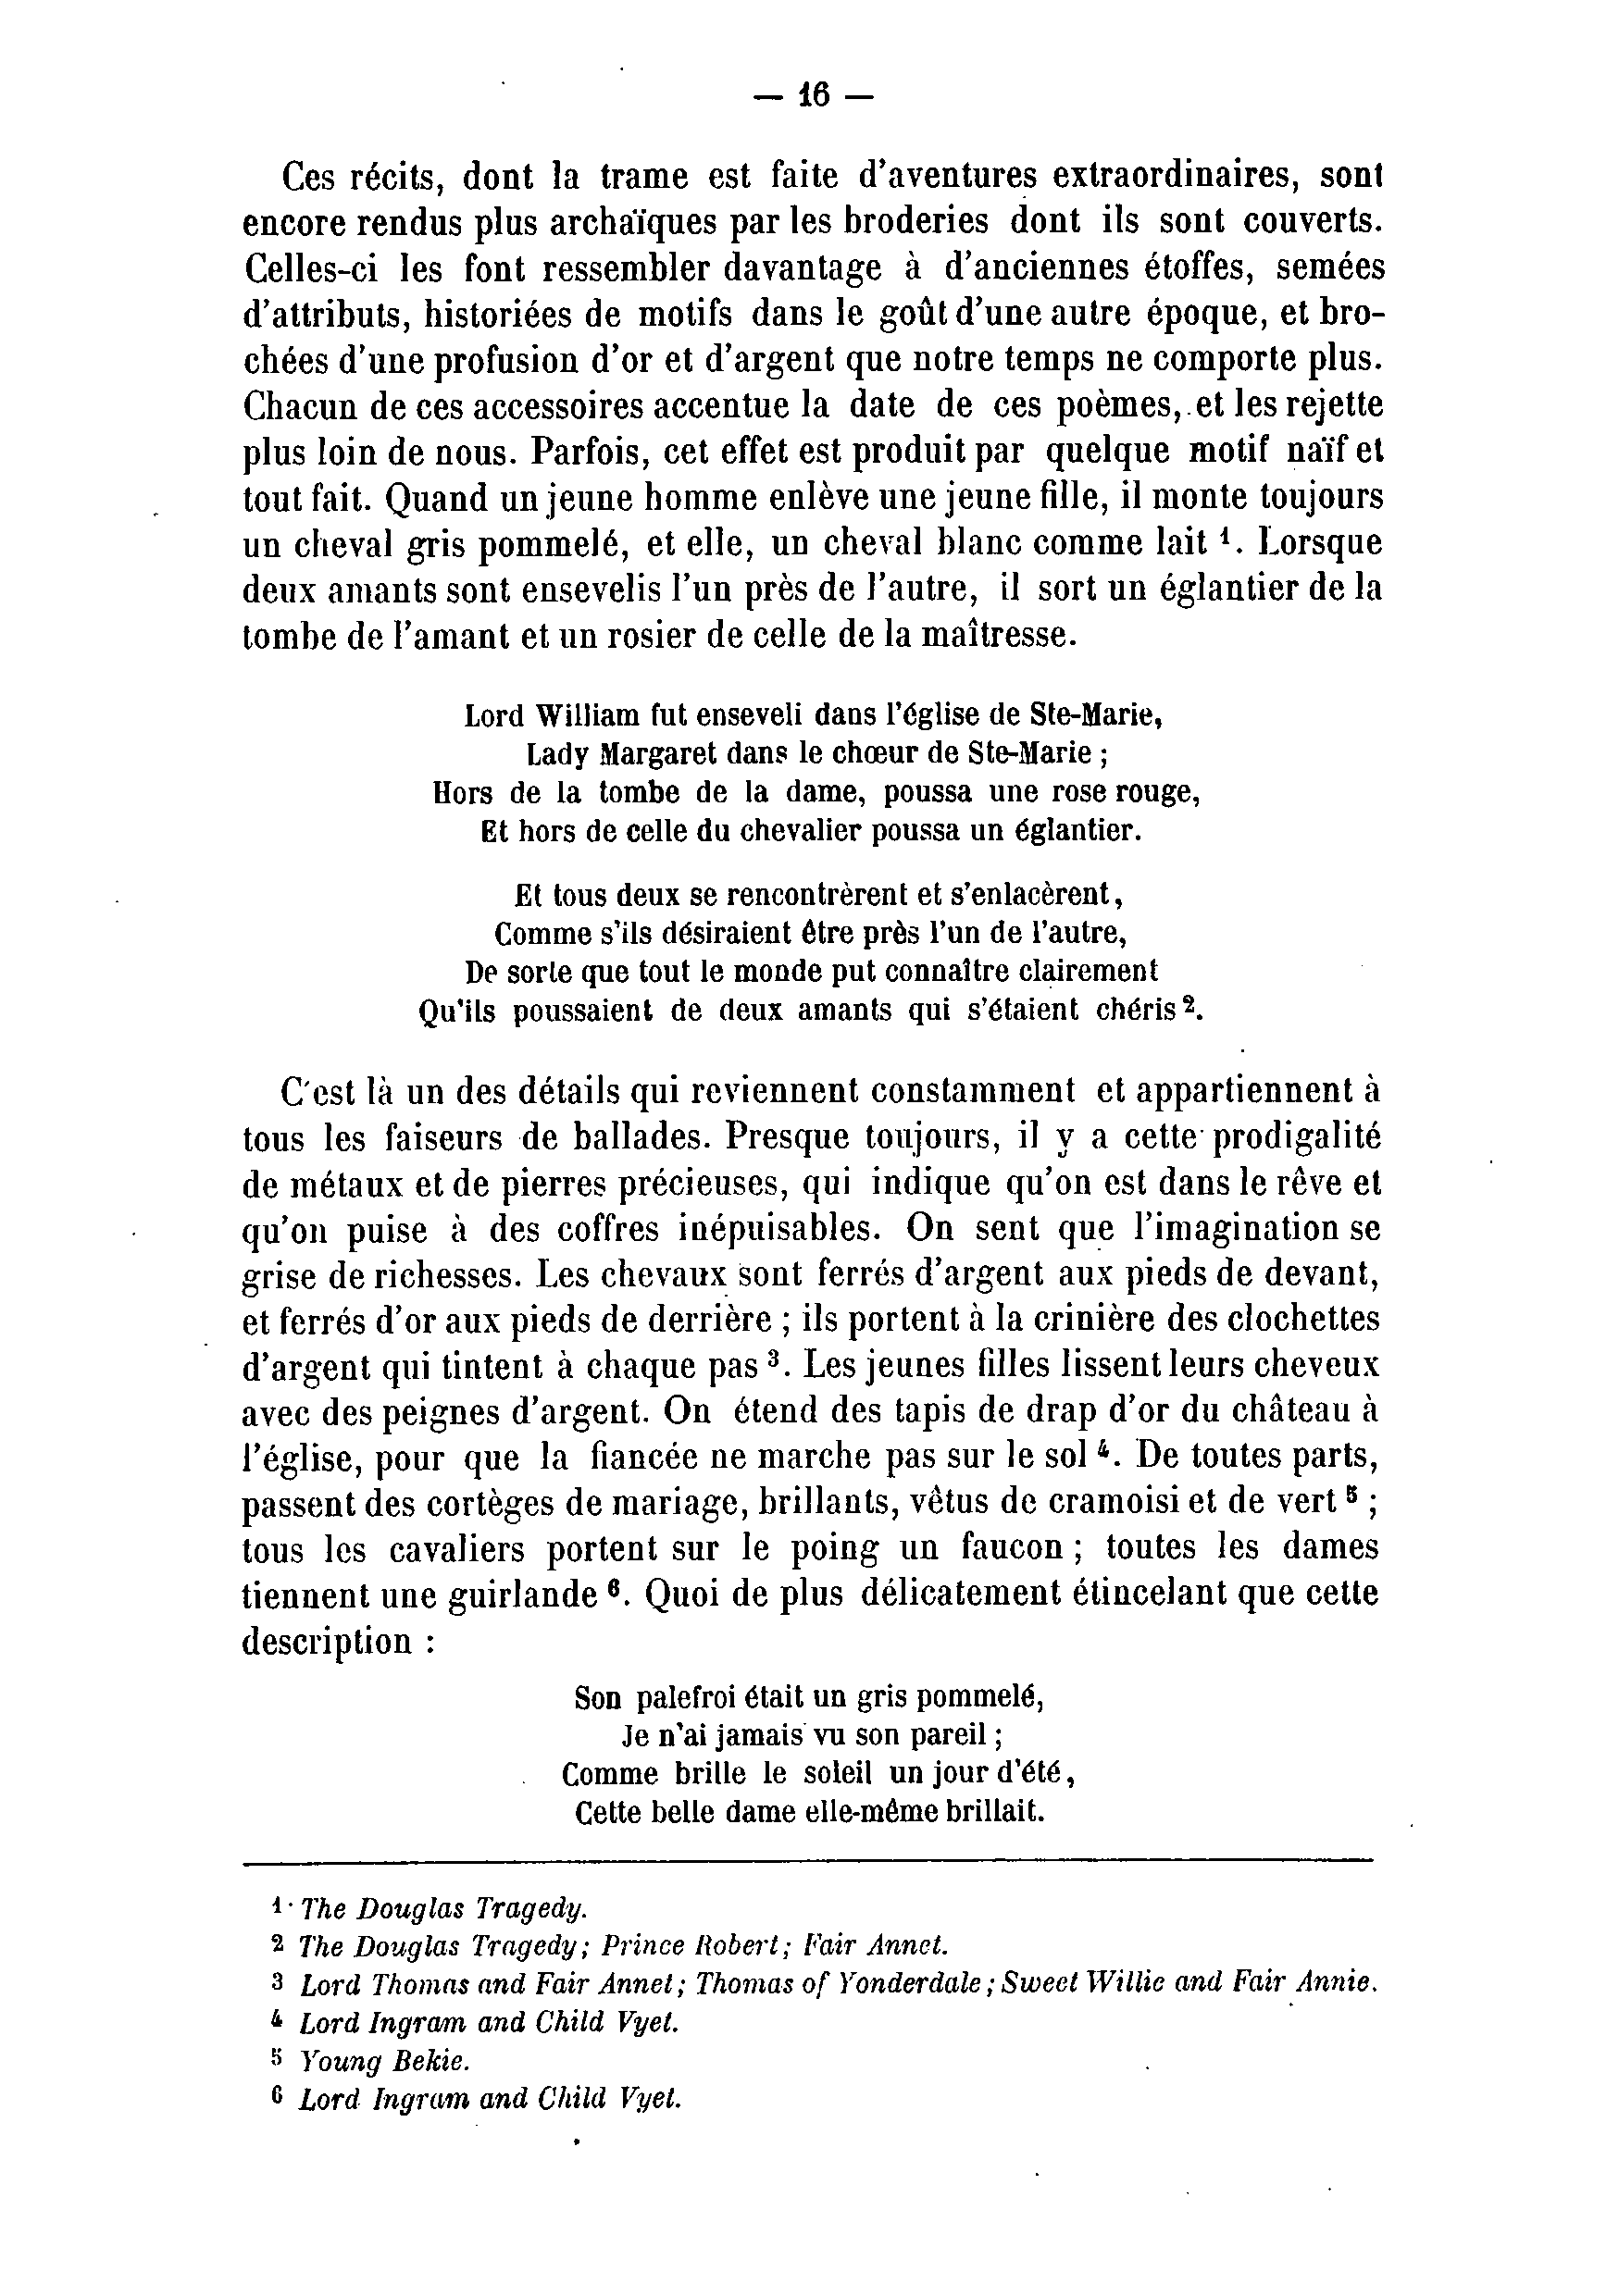 — 16 —
Ces récits, dont la trame est faite d'aventures extraordinaires, sont
encore rendus plus archaïques par les broderies dont ils sont couverts.
Celles-ci les font ressembler davantage à d'anciennes étoffes, semées
d'attributs, historiées de motifs dans le goût d'une autre époque, et bro-
chées d'une profusion d'or et d'argent que notre temps ne comporte plus.
Chacun de ces accessoires accentue la date de ces poèmes, et les rejette
plus loin de nous. Parfois, cet effet est produit par quelque motif naïf et
tout fait. Quand un jeune homme enlève une jeune fille, il monte toujours
un cheval gris pommelé, et elle, un cheval blanc comme lait ¹. Lorsque
deux amants sont ensevelis l'un près de l'autre, il sort un églantier de la
tombe de l'amant et un rosier de celle de la maîtresse.
Lord William fut enseveli dans l'église de Ste-Marie,
Lady Margaret dans le chœur de Ste-Marie ;
Hors de la tombe de la dame, poussa une rose rouge,
Et hors de celle du chevalier poussa un églantier.
Et tous deux se rencontrèrent et s'enlacèrent,
Comme s'ils désiraient être près l'un de l'autre,
De sorte que tout le monde put connaître clairement
Qu'ils poussaient de deux amants qui s'étaient chéris ².
C'est là un des détails qui reviennent constamment et appartiennent à
tous les faiseurs de ballades. Presque toujours, il y a cette prodigalité
de métaux et de pierres précieuses, qui indique qu'on est dans le rêve et
qu'on puise à des coffres inépuisables. On sent que l'imagination se
grise de richesses. Les chevaux sont ferrés d'argent aux pieds de devant,
et ferrés d'or aux pieds de derrière ; ils portent à la crinière des clochettes
d'argent qui tintent à chaque pas ³. Les jeunes filles lissent leurs cheveux
avec des peignes d'argent. On étend des tapis de drap d'or du château à
l'église, pour que la fiancée ne marche pas sur le sol ⁴. De toutes parts,
passent des cortèges de mariage, brillants, vêtus de cramoisi et de vert ⁵ ;
tous les cavaliers portent sur le poing un faucon ; toutes les dames
tiennent une guirlande ⁶. Quoi de plus délicatement étincelant que cette
description :
Son palefroi était un gris pommelé,
Je n'ai jamais vu son pareil ;
Comme brille le soleil un jour d'été,
Cette belle dame elle-même brillait.
1 The Douglas Tragedy.
2 The Douglas Tragedy; Prince Robert; Fair Annet.
3 Lord Thomas and Fair Annet; Thomas of Yonderdale; Sweet Willie and Fair Annie.
4 Lord Ingram and Child Vyet.
5 Young Bekie.
6 Lord Ingram and Child Vyet.